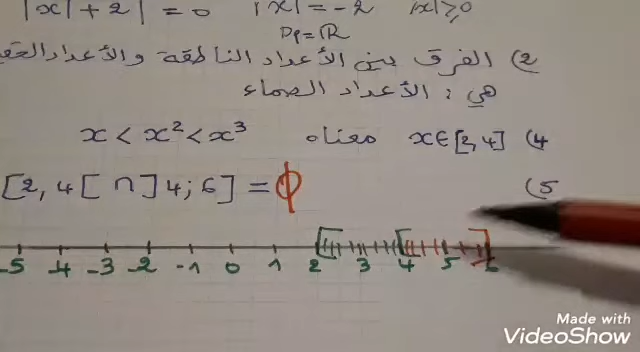 |x| + 2| = 0 |x| = -2 |x| ⩾ 0
Dp = ℝ
2) الفرق بين الأعداد الناطقة والأعداد الحقي
هي : الأعداد الصماء
4) x ∈ [2, 4] معناه x < x² < x³
5) [2, 4[ ∩ ]4; 6] = ϕ
-5 -4 -3 -2 -1 0 1 2 3 4 5 6
Made with
VideoShow